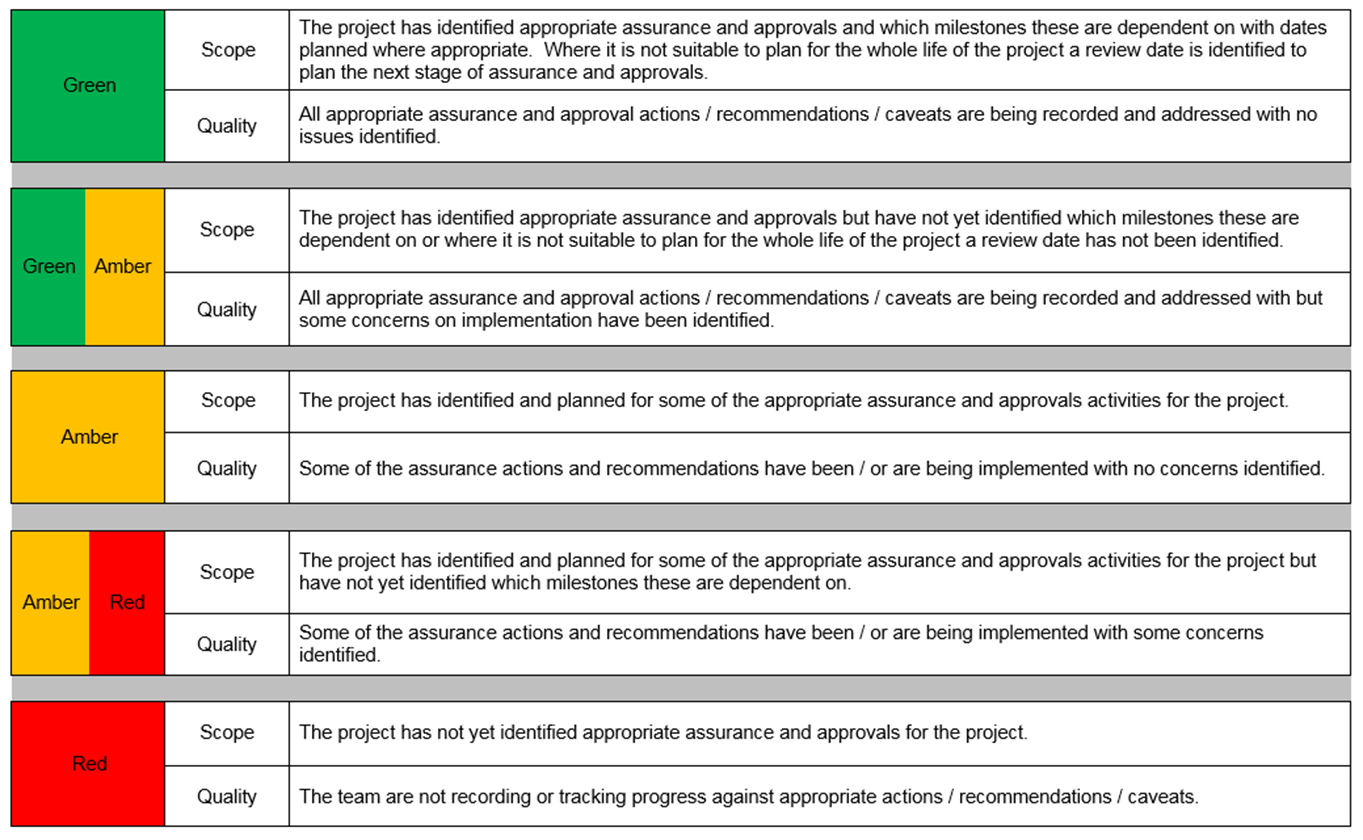 Green
Scope
The project has identified appropriate assurance and approvals and which milestones these are dependent on with dates
planned where appropriate.  Where it is not suitable to plan for the whole life of the project a review date is identified to
plan the next stage of assurance and approvals.
Quality
All appropriate assurance and approval actions / recommendations / caveats are being recorded and addressed with no
issues identified.
Green Amber
Scope
The project has identified appropriate assurance and approvals but have not yet identified which milestones these are
dependent on or where it is not suitable to plan for the whole life of the project a review date has not been identified.
Quality
All appropriate assurance and approval actions / recommendations / caveats are being recorded and addressed with but
some concerns on implementation have been identified.
Amber
Scope
The project has identified and planned for some of the appropriate assurance and approvals activities for the project.
Quality
Some of the assurance actions and recommendations have been / or are being implemented with no concerns identified.
Amber Red
Scope
The project has identified and planned for some of the appropriate assurance and approvals activities for the project but
have not yet identified which milestones these are dependent on.
Quality
Some of the assurance actions and recommendations have been / or are being implemented with some concerns
identified.
Red
Scope
The project has not yet identified appropriate assurance and approvals for the project.
Quality
The team are not recording or tracking progress against appropriate actions / recommendations / caveats.